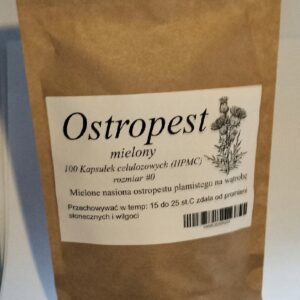 Ostropest
mielony
100 Kapsułek celulozowych (HPMC)
rozmiar #0
Mielone nasiona ostropestu plamistego na wątrobę
Przechowywać w temp: 15 do 25 st.C zdala od promieni
słonecznych i wilgoci